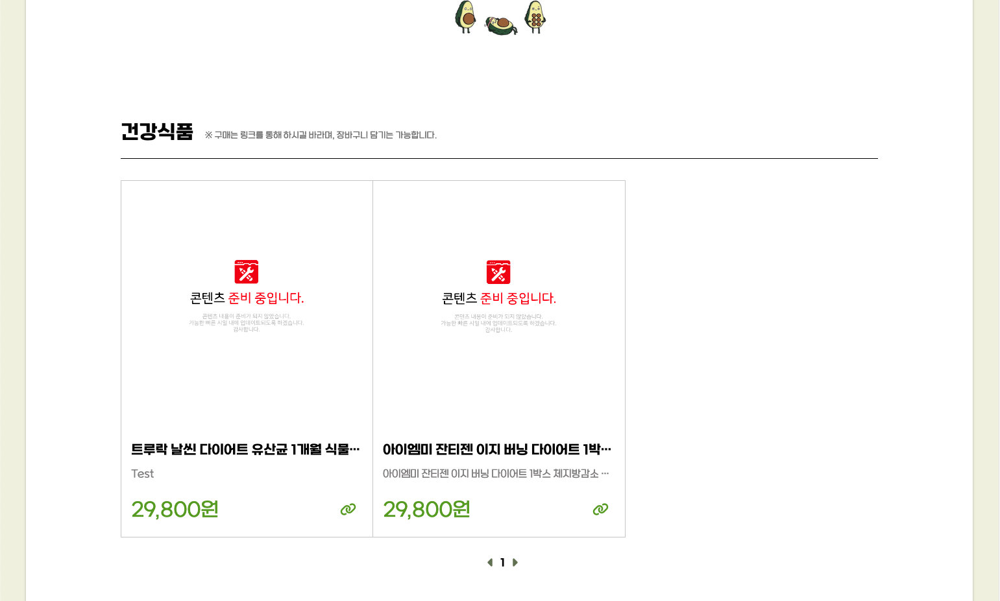 건강식품 ※ 구매는 링크를 통해 하시길 바라며, 장바구니 담기는 가능합니다.
콘텐츠 준비 중입니다.
콘텐츠 내용이 준비가 되지 않았습니다.
가능한 빠른 시일 내에 업데이트되도록 하겠습니다.
감사합니다.
트루락 날씬 다이어트 유산균 1개월 식물…
Test
29,800원
콘텐츠 준비 중입니다.
콘텐츠 내용이 준비가 되지 않았습니다.
가능한 빠른 시일 내에 업데이트되도록 하겠습니다.
감사합니다.
아이엠미 잔티젠 이지 버닝 다이어트 1박…
아이엠미 잔티젠 이지 버닝 다이어트 1박스 체지방감소 …
29,800원
1